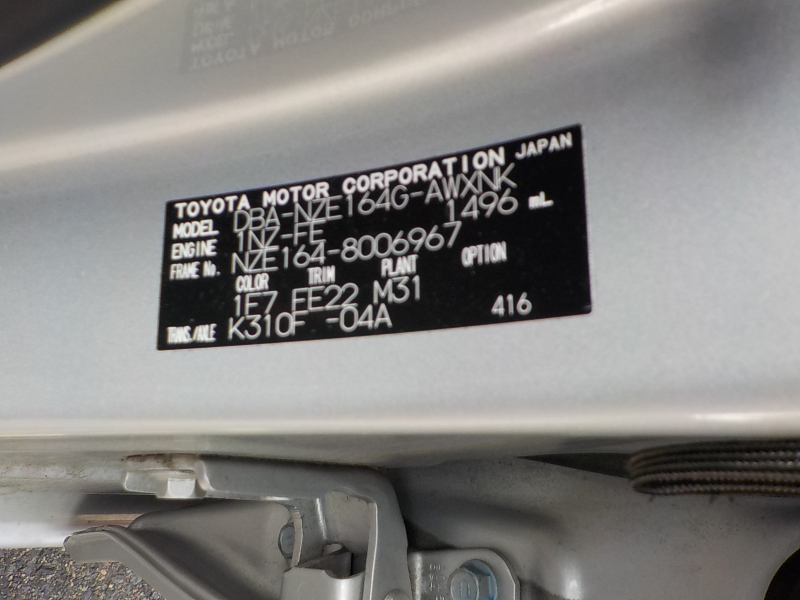 TOYOTA MOTOR CORPORATION JAPAN
MODEL DBA-NZE164G-AWXNK
ENGINE 1NZ-FE 1496 mL
FRAME No. NZE164-8006967
COLOR TRIM PLANT OPTION
1F7 FE22 M31
TRANS./AXLE K310F -04A 416